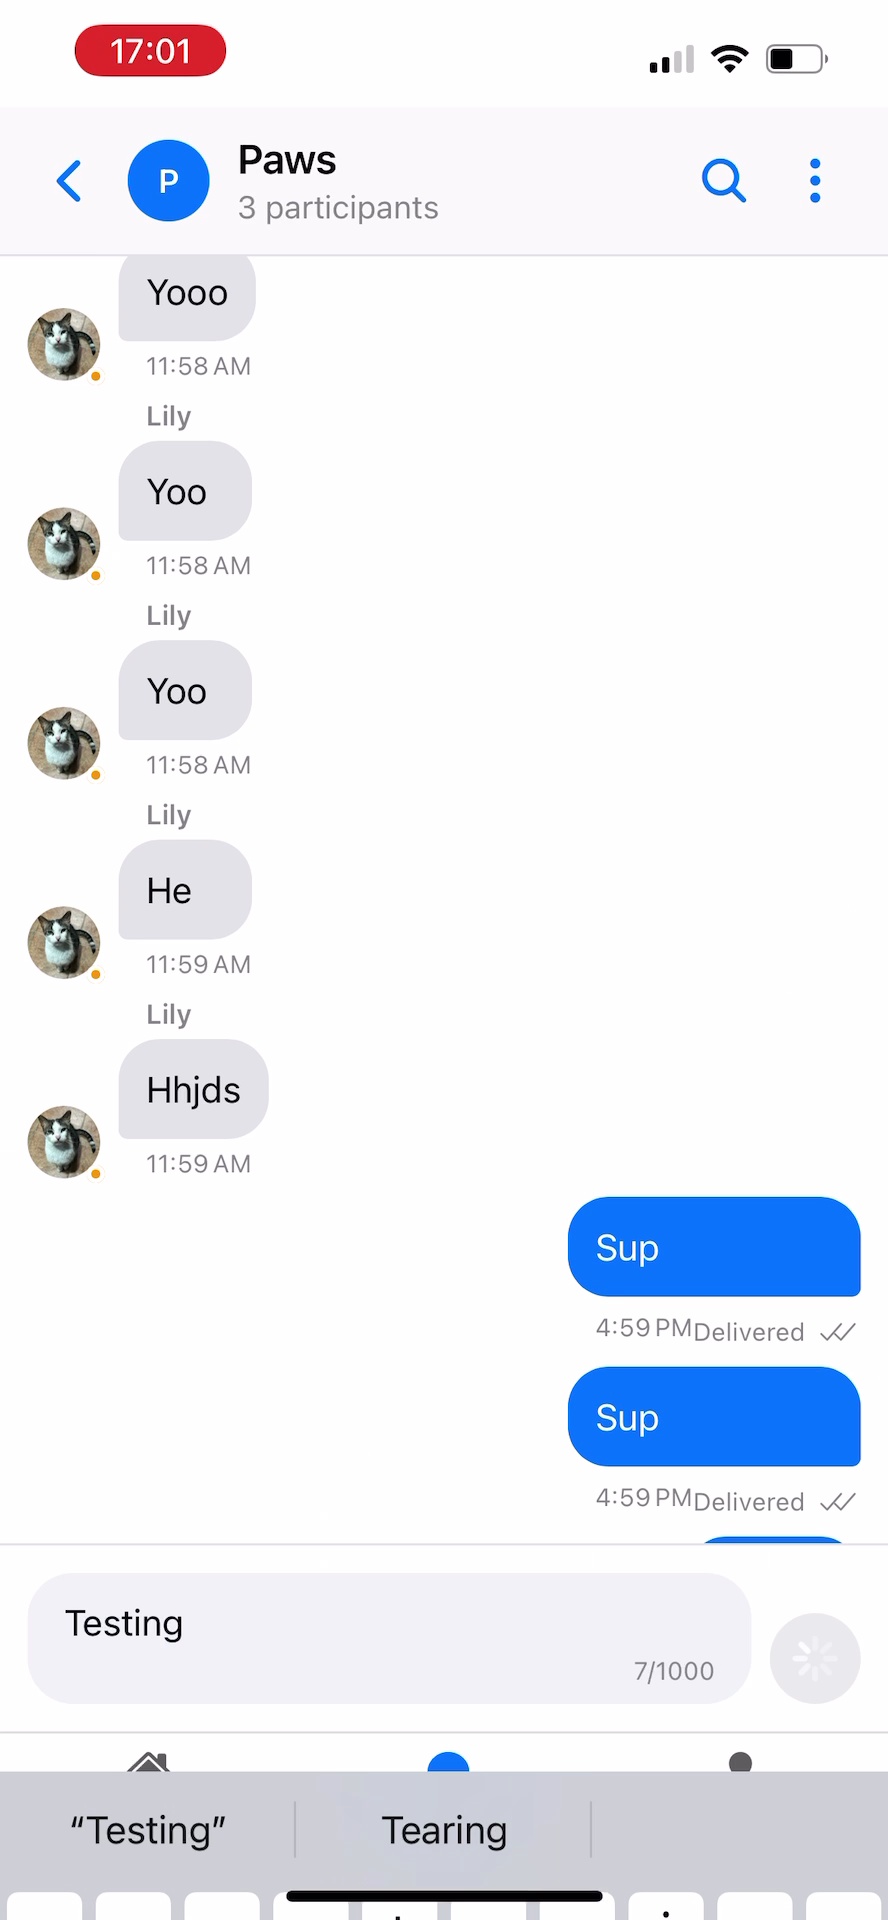 17:01
P
Paws
3 participants
Yooo
11:58 AM
Lily
Yoo
11:58 AM
Lily
Yoo
11:58 AM
Lily
He
11:59 AM
Lily
Hhjds
11:59 AM
Sup
4:59 PM Delivered
Sup
4:59 PM Delivered
Testing
7/1000
“Testing” Tearing